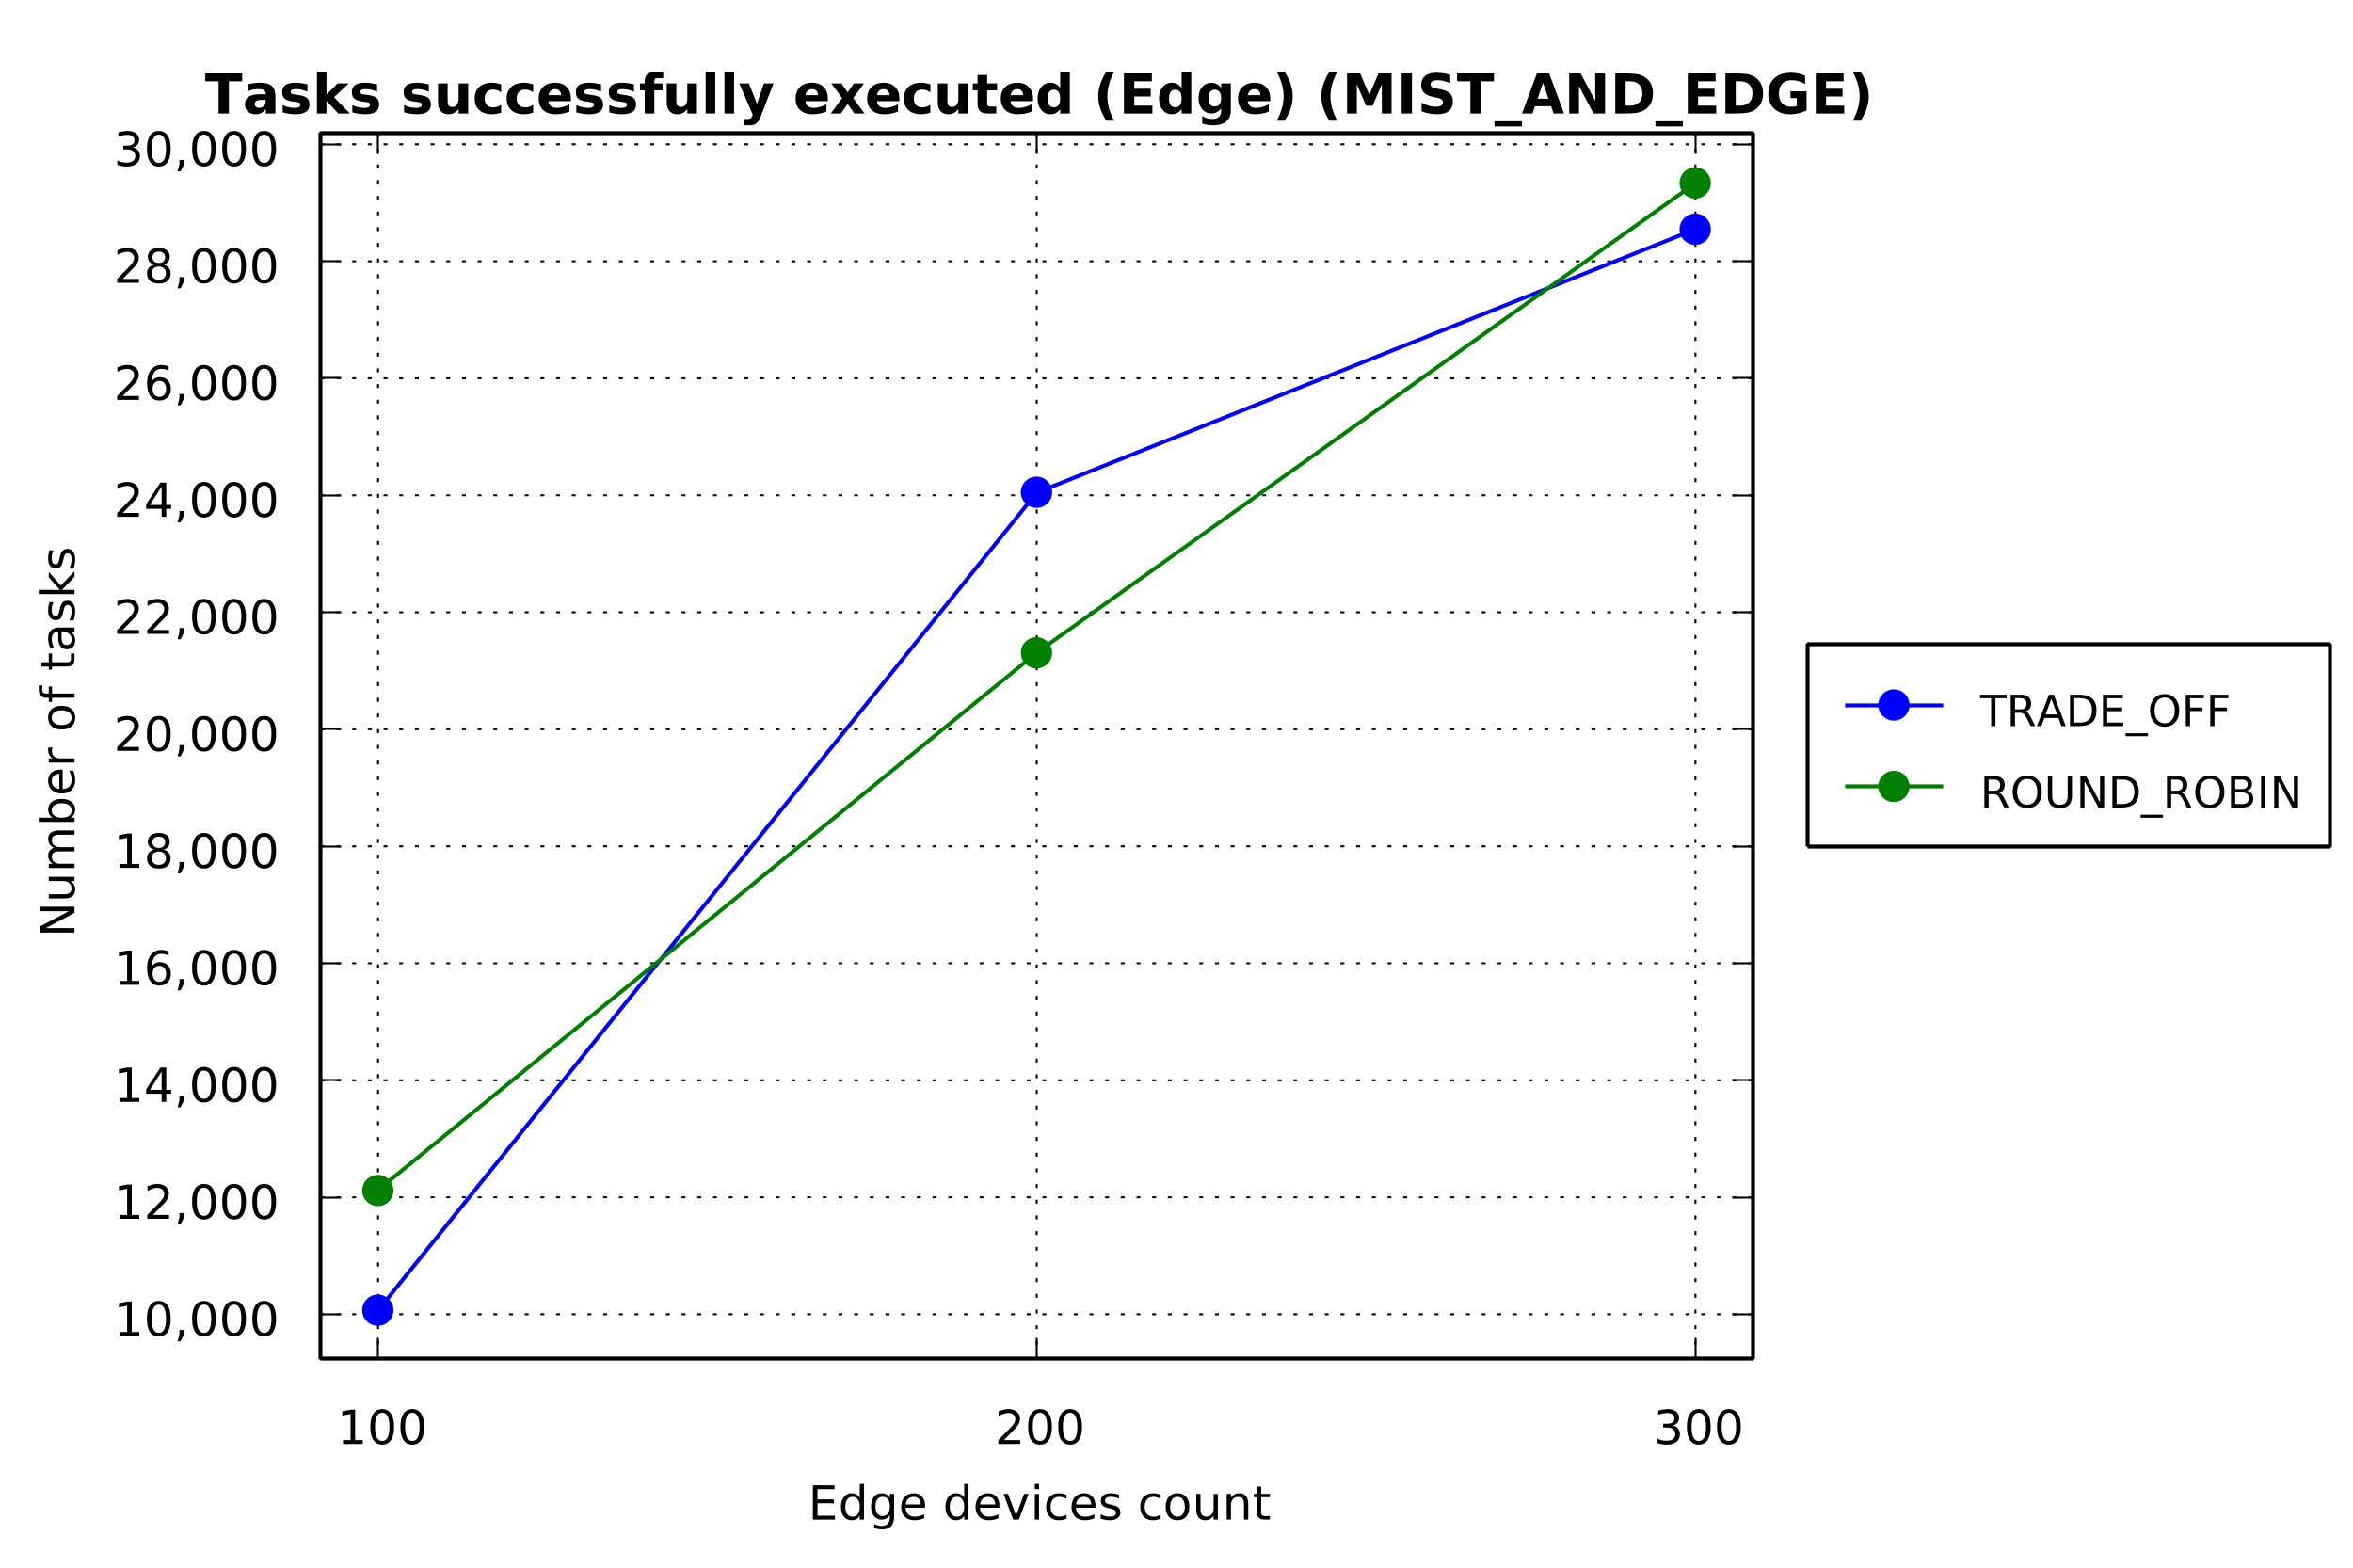 Tasks successfully executed (Edge) (MIST_AND_EDGE)
30,000
28,000
26,000
24,000
22,000
20,000
18,000
16,000
14,000
12,000
10,000
Number of tasks
100 200 300
Edge devices count
TRADE_OFF
ROUND_ROBIN